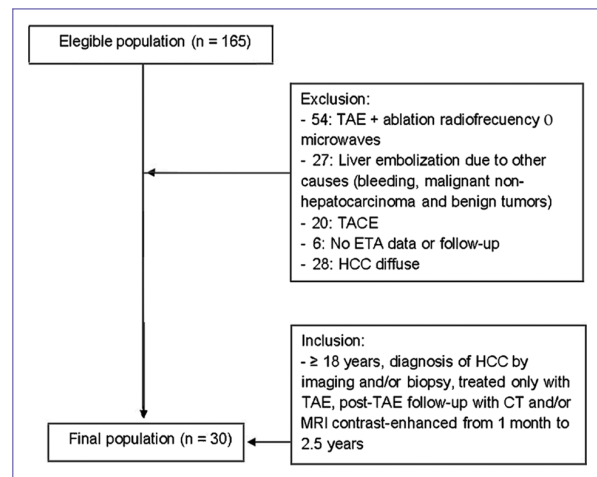 Elegible population (n = 165)
Exclusion:
- 54: TAE + ablation radiofrecuency 0
microwaves
- 27: Liver embolization due to other
causes (bleeding, malignant non-
hepatocarcinoma and benign tumors)
- 20: TACE
- 6: No ETA data or follow-up
- 28: HCC diffuse
Inclusion:
- ≥ 18 years, diagnosis of HCC by
imaging and/or biopsy, treated only with
TAE, post-TAE follow-up with CT and/or
MRI contrast-enhanced from 1 month to
2.5 years
Final population (n = 30)